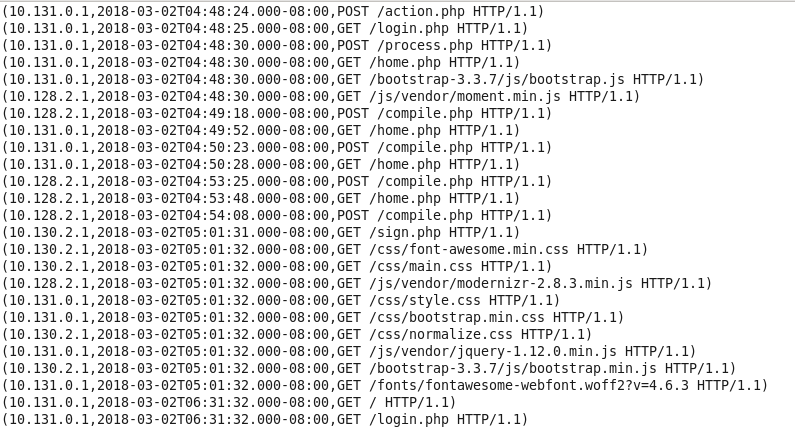 (10.131.0.1,2018-03-02T04:48:24.000-08:00,POST /action.php HTTP/1.1)
(10.131.0.1,2018-03-02T04:48:25.000-08:00,GET /login.php HTTP/1.1)
(10.131.0.1,2018-03-02T04:48:30.000-08:00,POST /process.php HTTP/1.1)
(10.131.0.1,2018-03-02T04:48:30.000-08:00,GET /home.php HTTP/1.1)
(10.131.0.1,2018-03-02T04:48:30.000-08:00,GET /bootstrap-3.3.7/js/bootstrap.js HTTP/1.1)
(10.128.2.1,2018-03-02T04:48:30.000-08:00,GET /js/vendor/moment.min.js HTTP/1.1)
(10.128.2.1,2018-03-02T04:49:18.000-08:00,POST /compile.php HTTP/1.1)
(10.131.0.1,2018-03-02T04:49:52.000-08:00,GET /home.php HTTP/1.1)
(10.131.0.1,2018-03-02T04:50:23.000-08:00,POST /compile.php HTTP/1.1)
(10.131.0.1,2018-03-02T04:50:28.000-08:00,GET /home.php HTTP/1.1)
(10.128.2.1,2018-03-02T04:53:25.000-08:00,POST /compile.php HTTP/1.1)
(10.128.2.1,2018-03-02T04:53:48.000-08:00,GET /home.php HTTP/1.1)
(10.128.2.1,2018-03-02T04:54:08.000-08:00,POST /compile.php HTTP/1.1)
(10.130.2.1,2018-03-02T05:01:31.000-08:00,GET /sign.php HTTP/1.1)
(10.130.2.1,2018-03-02T05:01:32.000-08:00,GET /css/font-awesome.min.css HTTP/1.1)
(10.130.2.1,2018-03-02T05:01:32.000-08:00,GET /css/main.css HTTP/1.1)
(10.128.2.1,2018-03-02T05:01:32.000-08:00,GET /js/vendor/modernizr-2.8.3.min.js HTTP/1.1)
(10.131.0.1,2018-03-02T05:01:32.000-08:00,GET /css/style.css HTTP/1.1)
(10.131.0.1,2018-03-02T05:01:32.000-08:00,GET /css/bootstrap.min.css HTTP/1.1)
(10.130.2.1,2018-03-02T05:01:32.000-08:00,GET /css/normalize.css HTTP/1.1)
(10.131.0.1,2018-03-02T05:01:32.000-08:00,GET /js/vendor/jquery-1.12.0.min.js HTTP/1.1)
(10.130.2.1,2018-03-02T05:01:32.000-08:00,GET /bootstrap-3.3.7/js/bootstrap.min.js HTTP/1.1)
(10.131.0.1,2018-03-02T05:01:32.000-08:00,GET /fonts/fontawesome-webfont.woff2?v=4.6.3 HTTP/1.1)
(10.131.0.1,2018-03-02T06:31:32.000-08:00,GET / HTTP/1.1)
(10.131.0.1,2018-03-02T06:31:32.000-08:00,GET /login.php HTTP/1.1)